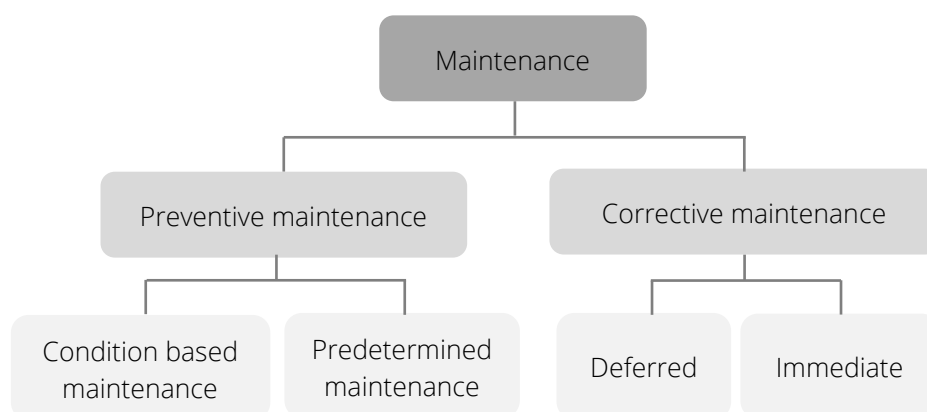 Maintenance
Preventive maintenance
Corrective maintenance
Condition based
maintenance
Predetermined
maintenance
Deferred
Immediate